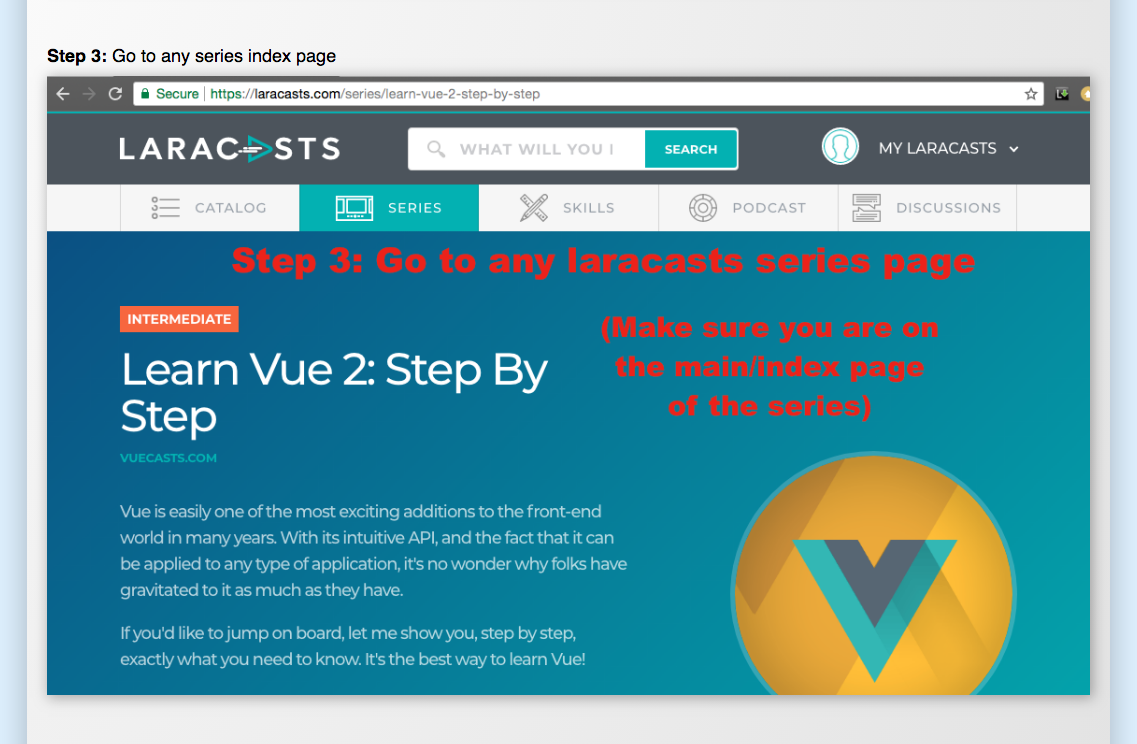 Step 3: Go to any series index page
Secure | https://laracasts.com/series/learn-vue-2-step-by-step
LARACASTS
WHAT WILL YOU
SEARCH
MY LARACASTS
CATALOG
SERIES
SKILLS
PODCAST
DISCUSSIONS
Step 3: Go to any laracasts series page
INTERMEDIATE
(Make sure you are on
the main/index page
of the series)
Learn Vue 2: Step By
Step
VUECASTS.COM
Vue is easily one of the most exciting additions to the front-end
world in many years. With its intuitive API, and the fact that it can
be applied to any type of application, it's no wonder why folks have
gravitated to it as much as they have.
If you'd like to jump on board, let me show you, step by step,
exactly what you need to know. It's the best way to learn Vue!